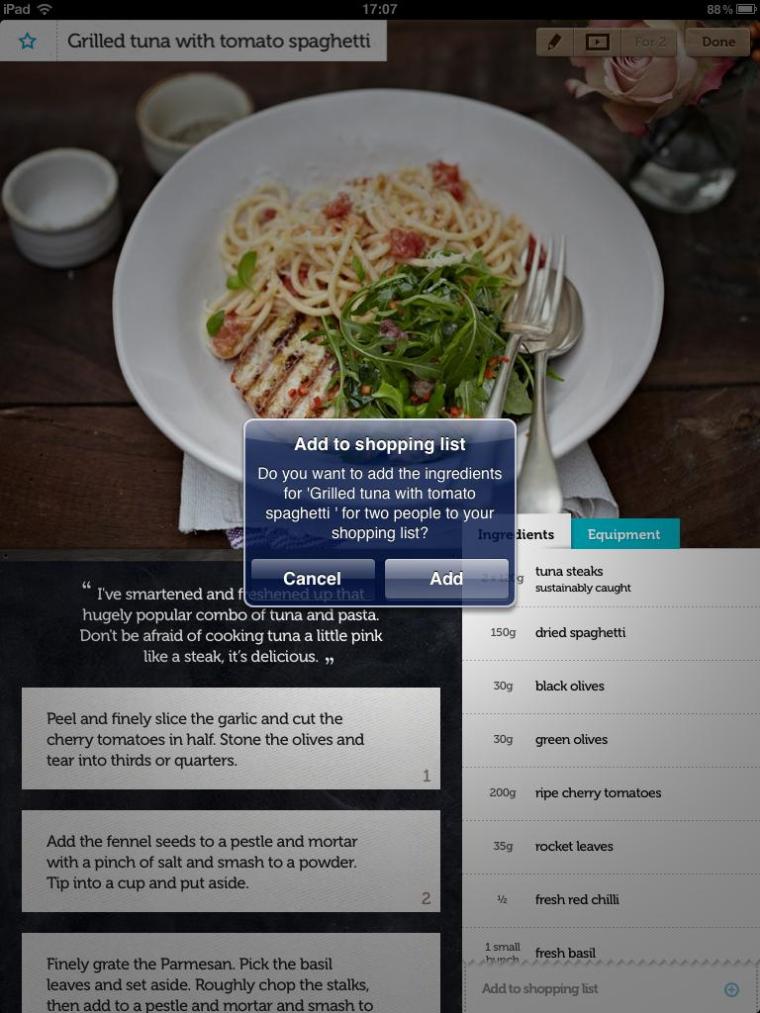 iPad 17:07 88%
Grilled tuna with tomato spaghetti
For 2
Done
Add to shopping list
Do you want to add the ingredients
for 'Grilled tuna with tomato
spaghetti ' for two people to your
shopping list?
Cancel
Add
“ I've smartened and freshened up that
hugely popular combo of tuna and pasta.
Don't be afraid of cooking tuna a little pink
like a steak, it's delicious. ”
Peel and finely slice the garlic and cut the
cherry tomatoes in half. Stone the olives and
tear into thirds or quarters.
1
Add the fennel seeds to a pestle and mortar
with a pinch of salt and smash to a powder.
Tip into a cup and put aside.
2
Finely grate the Parmesan. Pick the basil
leaves and set aside. Roughly chop the stalks,
then add to a pestle and mortar and smash to
Ingredients
Equipment
tuna steaks
sustainably caught
150g dried spaghetti
30g black olives
30g green olives
200g ripe cherry tomatoes
35g rocket leaves
½ fresh red chilli
1 small
bunch
fresh basil
Add to shopping list